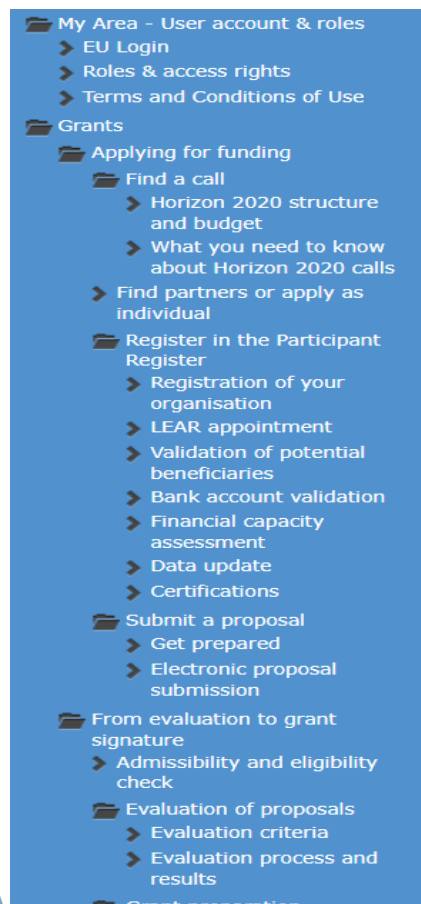 My Area - User account & roles
EU Login
Roles & access rights
Terms and Conditions of Use
Grants
Applying for funding
Find a call
Horizon 2020 structure
and budget
What you need to know
about Horizon 2020 calls
Find partners or apply as
individual
Register in the Participant
Register
Registration of your
organisation
LEAR appointment
Validation of potential
beneficiaries
Bank account validation
Financial capacity
assessment
Data update
Certifications
Submit a proposal
Get prepared
Electronic proposal
submission
From evaluation to grant
signature
Admissibility and eligibility
check
Evaluation of proposals
Evaluation criteria
Evaluation process and
results
Grant preparation